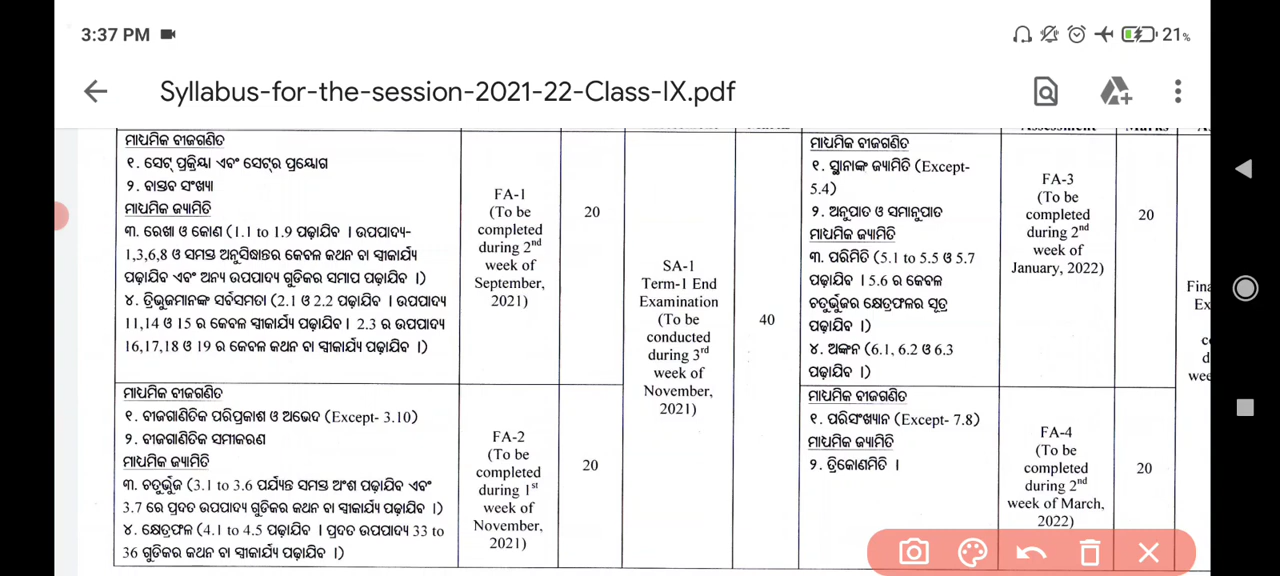 3:37 PM
21%
Syllabus-for-the-session-2021-22-Class-IX.pdf
ମାଧ୍ୟମିକ ବୀଜଗଣିତ
୧. ସେଟ୍ ପ୍ରକ୍ରିୟା ଏବଂ ସେଟ୍‌ର ପ୍ରୟୋଗ
୨. ବାସ୍ତବ ସଂଖ୍ୟା
ମାଧ୍ୟମିକ ଜ୍ୟାମିତି
୩. ରେଖା ଓ କୋଣ (1.1 to 1.9 ପଢ଼ାଯିବ । ଉପପାଦ୍ୟ-
1,3,6,8 ଓ ସମସ୍ତ ଅନୁସିଦ୍ଧାନ୍ତର କେବଳ କଥନ ବା ସ୍ୱୀକାର୍ଯ୍ୟ
ପଢ଼ାଯିବ ଏବଂ ଅନ୍ୟ ଉପପାଦ୍ୟ ଗୁଡିକର ସମାପ ପଢ଼ାଯିବ ।)
୪. ତ୍ରିଭୁଜମାନଙ୍କ ସର୍ବସମତା (2.1 ଓ 2.2 ପଢ଼ାଯିବ । ଉପପାଦ୍ୟ
11,14 ଓ 15 ର କେବଳ ସ୍ୱୀକାର୍ଯ୍ୟ ପଢ଼ାଯିବ । 2.3 ର ଉପପାଦ୍ୟ
16,17,18 ଓ 19 ର କେବଳ କଥନ ବା ସ୍ୱୀକାର୍ଯ୍ୟ ପଢ଼ାଯିବ ।)
FA-1
(To be
completed
during 2nd
week of
September,
2021)
20
ମାଧ୍ୟମିକ ବୀଜଗଣିତ
୧. ବୀଜଗାଣିତିକ ପରିପ୍ରକାଶ ଓ ଅଭେଦ (Except- 3.10)
୨. ବୀଜଗାଣିତିକ ସମୀକରଣ
ମାଧ୍ୟମିକ ଜ୍ୟାମିତି
୩. ଚତୁର୍ଭୁଜ (3.1 to 3.6 ପର୍ଯ୍ୟନ୍ତ ସମସ୍ତ ଅଂଶ ପଢ଼ାଯିବ ଏବଂ
3.7 ରେ ପ୍ରଦତ ଉପପାଦ୍ୟ ଗୁଡିକର କଥନ ବା ସ୍ୱୀକାର୍ଯ୍ୟ ପଢ଼ାଯିବ ।)
୪. କ୍ଷେତ୍ରଫଳ (4.1 to 4.5 ପଢ଼ାଯିବ । ପ୍ରଦତ ଉପପାଦ୍ୟ 33 to
36 ଗୁଡିକର କଥନ ବା ସ୍ୱୀକାର୍ଯ୍ୟ ପଢ଼ାଯିବ ।)
FA-2
(To be
completed
during 1st
week of
November,
2021)
20
SA-1
Term-1 End
Examination
(To be
conducted
during 3rd
week of
November,
2021)
40
ମାଧ୍ୟମିକ ବୀଜଗଣିତ
୧. ସ୍ଥାନାଙ୍କ ଜ୍ୟାମିତି (Except-
5.4)
୨. ଅନୁପାତ ଓ ସମାନୁପାତ
ମାଧ୍ୟମିକ ଜ୍ୟାମିତି
୩. ପରିମିତି (5.1 to 5.5 ଓ 5.7
ପଢ଼ାଯିବ । 5.6 ର କେବଳ
ଚତୁର୍ଭୁଜର କ୍ଷେତ୍ରଫଳର ସୂତ୍ର
ପଢ଼ାଯିବ ।)
୪. ଅଙ୍କନ (6.1, 6.2 ଓ 6.3
ପଢ଼ାଯିବ ।)
FA-3
(To be
completed
during 2nd
week of
January, 2022)
20
ମାଧ୍ୟମିକ ବୀଜଗଣିତ
୧. ପରିସଂଖ୍ୟାନ (Except- 7.8)
ମାଧ୍ୟମିକ ଜ୍ୟାମିତି
୨. ତ୍ରିକୋଣମିତି ।
FA-4
(To be
completed
during 2nd
week of March,
2022)
20